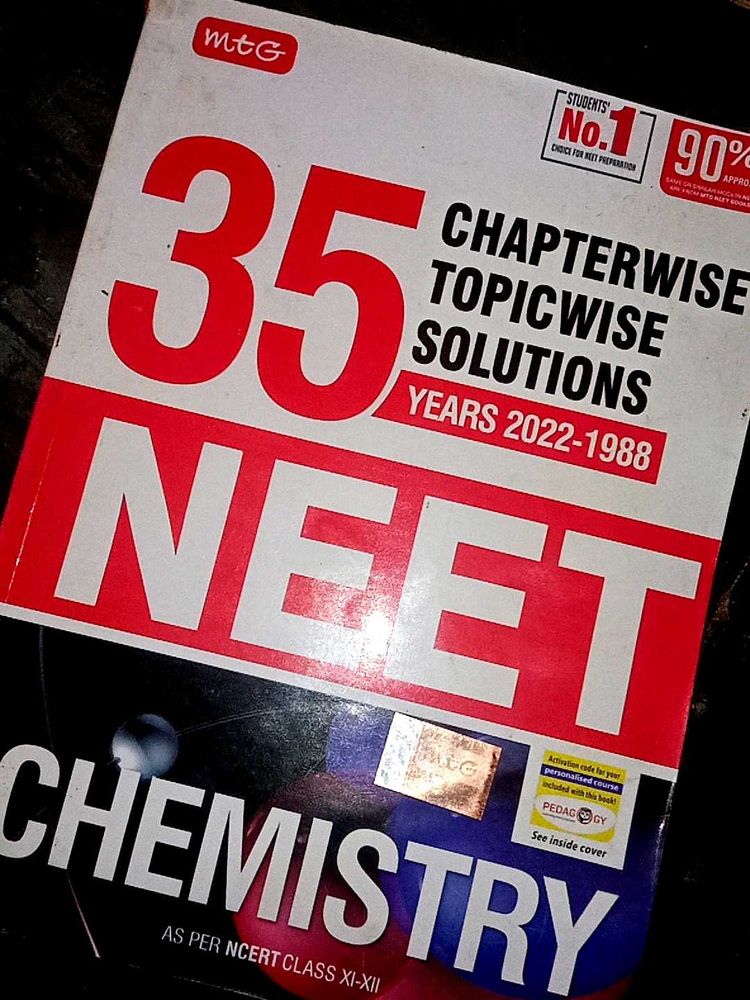 mtG
STUDENTS'
No.1
CHOICE FOR NEET PREPARATION
90%
35
CHAPTERWISE
TOPICWISE
SOLUTIONS
YEARS 2022-1988
NEET
mtG
Activation code for your
personalised course
included with this book!
PEDAGOGY
See inside cover
CHEMISTRY
AS PER NCERT CLASS XI-XII